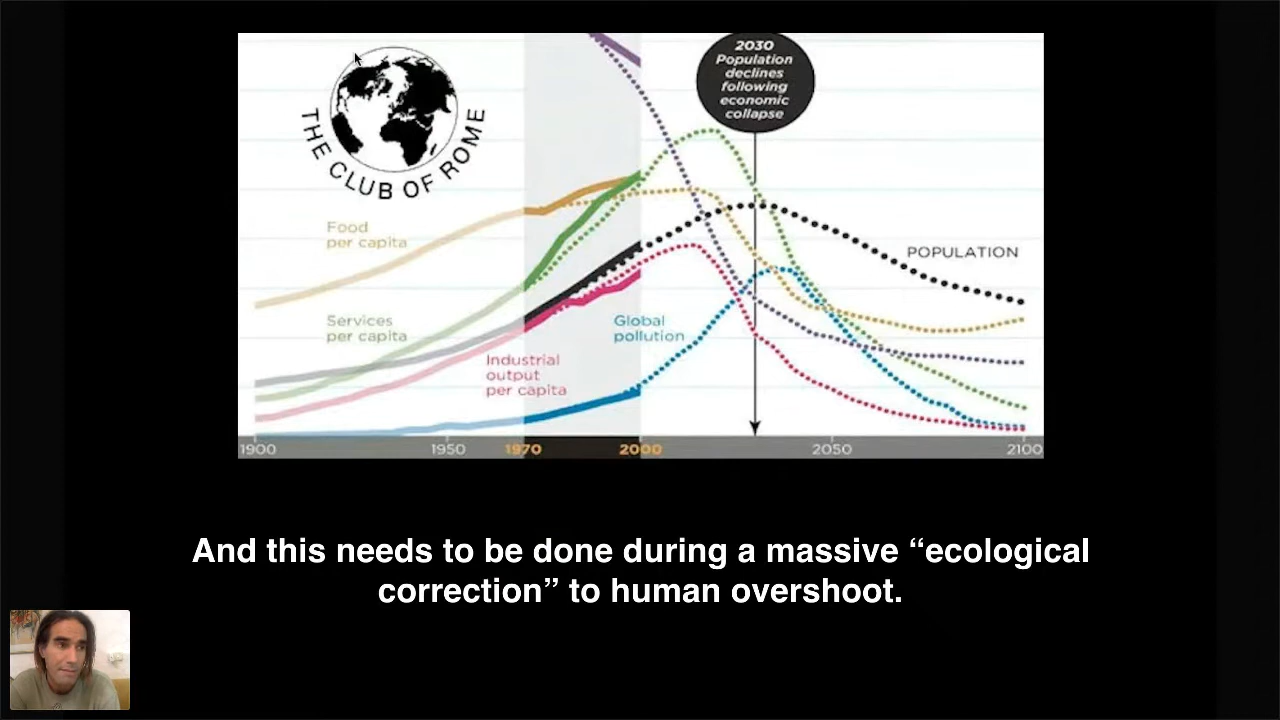 THE CLUB OF ROME
2030
Population
declines
following
economic
collapse
Food
per capita
POPULATION
Services
per capita
Global
pollution
Industrial
output
per capita
1900 1950 1970 2000 2050 2100
And this needs to be done during a massive “ecological
correction” to human overshoot.